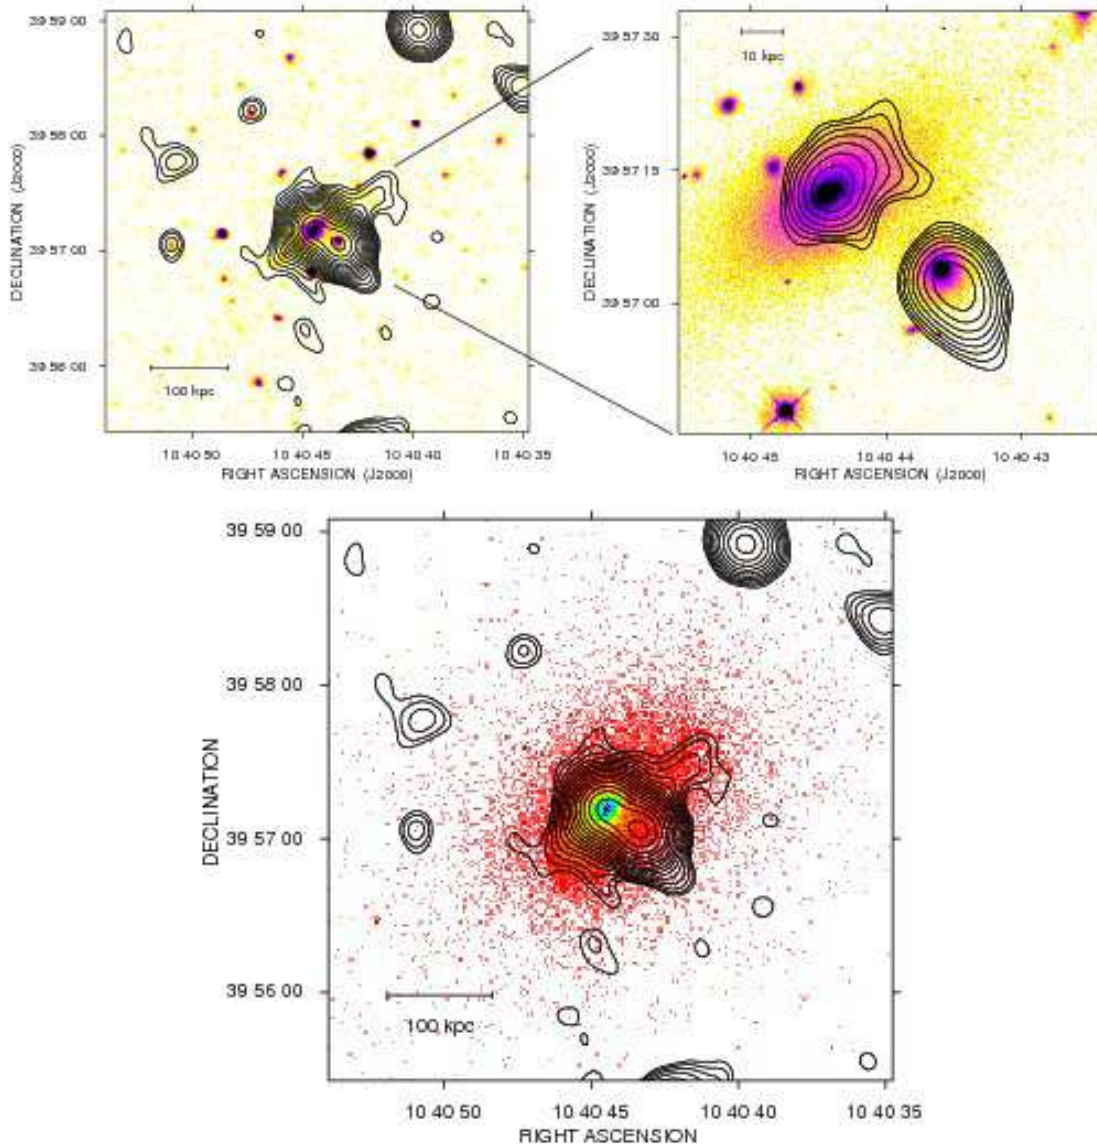 39 59 00
39 58 00
39 57 00
39 56 00
DECLINATION (J2000)
100 kpc
10 40 50
10 40 45
10 40 40
10 40 35
RIGHT ASCENSION (J2000)
39 57 30
39 57 15
39 57 00
DECLINATION (J2000)
10 kpc
10 40 45
10 40 44
10 40 43
RIGHT ASCENSION (J2000)
39 59 00
39 58 00
39 57 00
39 56 00
DECLINATION
100 kpc
10 40 50
10 40 45
10 40 40
10 40 35
RIGHT ASCENSION